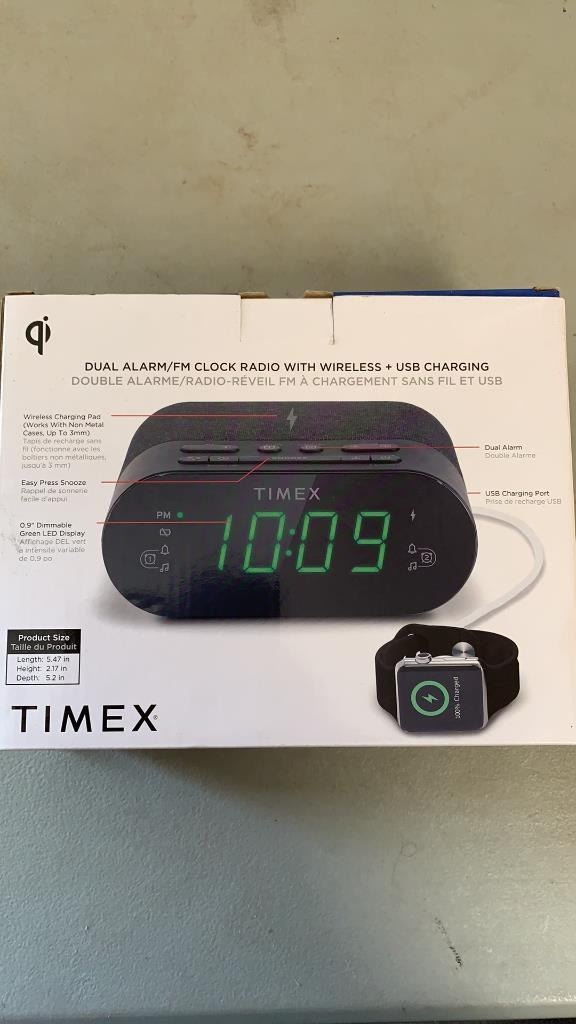 qi
DUAL ALARM/FM CLOCK RADIO WITH WIRELESS + USB CHARGING
DOUBLE ALARME/RADIO-RÉVEIL FM À CHARGEMENT SANS FIL ET USB
Wireless Charging Pad
(Works With Non Metal
Cases, Up To 3mm)
Tapis de recharge sans
fil (fonctionne avec les
boîtiers non métalliques,
jusqu'à 3 mm)
Easy Press Snooze
Rappel de sonnerie
facile d'appui
0.9" Dimmable
Green LED Display
Affichage DEL vert
à intensité variable
de 0,9 po
Dual Alarm
Double Alarme
USB Charging Port
Prise de recharge USB
SNOOZE
TIMEX
PM
10:09
1
2
Product Size
Taille du Produit
Length: 5.47 in
Height: 2.17 in
Depth: 5.2 in
100% Charged
TIMEX®